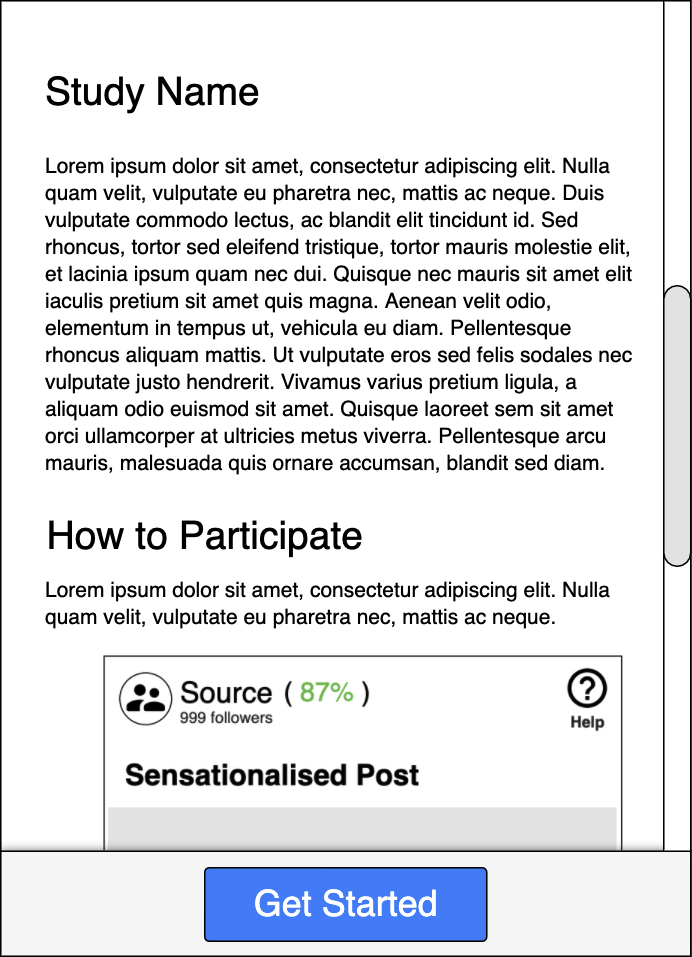 Study Name
Lorem ipsum dolor sit amet, consectetur adipiscing elit. Nulla
quam velit, vulputate eu pharetra nec, mattis ac neque. Duis
vulputate commodo lectus, ac blandit elit tincidunt id. Sed
rhoncus, tortor sed eleifend tristique, tortor mauris molestie elit,
et lacinia ipsum quam nec dui. Quisque nec mauris sit amet elit
iaculis pretium sit amet quis magna. Aenean velit odio,
elementum in tempus ut, vehicula eu diam. Pellentesque
rhoncus aliquam mattis. Ut vulputate eros sed felis sodales nec
vulputate justo hendrerit. Vivamus varius pretium ligula, a
aliquam odio euismod sit amet. Quisque laoreet sem sit amet
orci ullamcorper at ultricies metus viverra. Pellentesque arcu
mauris, malesuada quis ornare accumsan, blandit sed diam.
How to Participate
Lorem ipsum dolor sit amet, consectetur adipiscing elit. Nulla
quam velit, vulputate eu pharetra nec, mattis ac neque.
Source ( 87% )
999 followers
?
Help
Sensationalised Post
Get Started